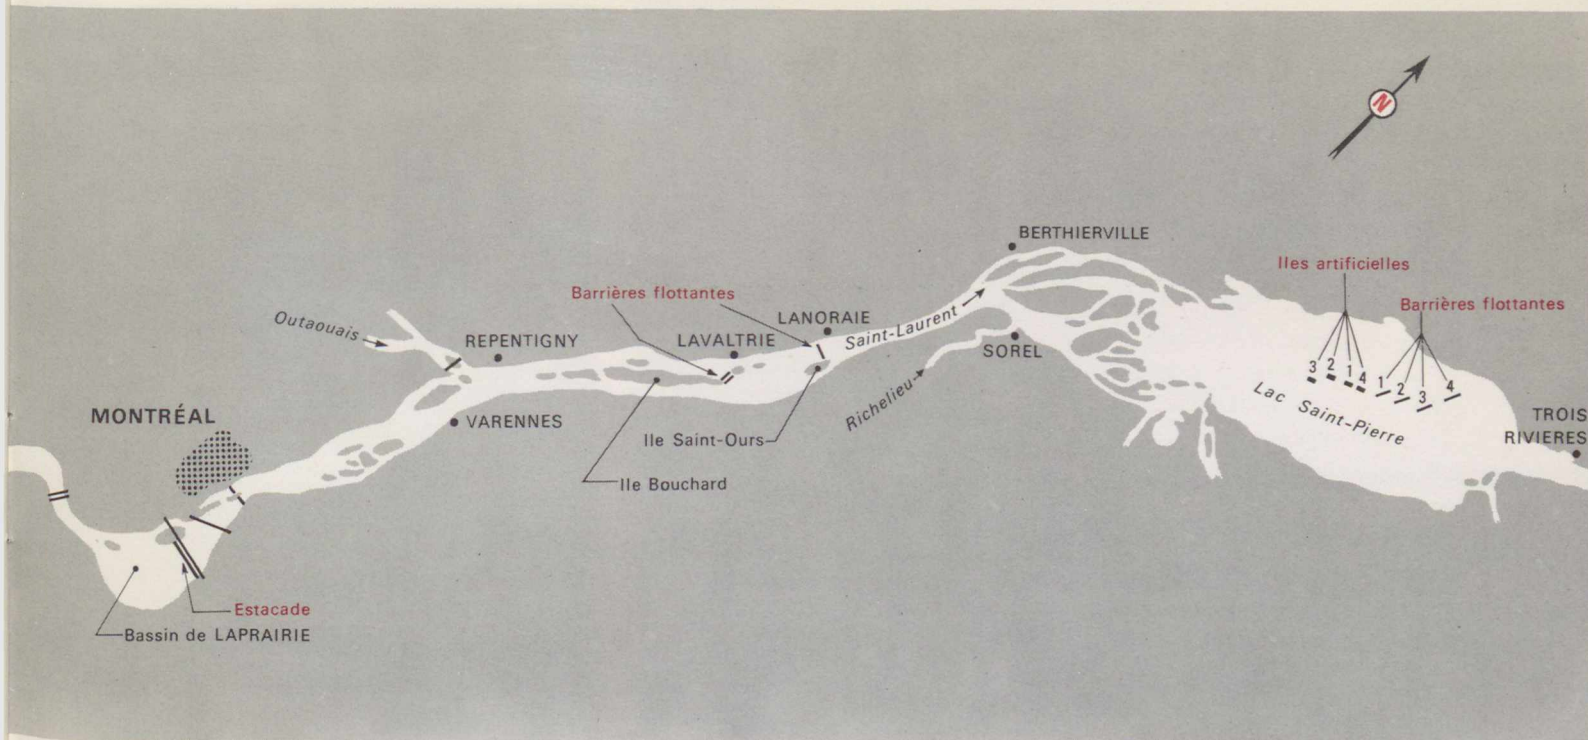 N
BERTHIERVILLE
Iles artificielles
Barrières flottantes
Barrières flottantes
Outaouais
REPENTIGNY
LAVALTRIE
LANORAIE
Saint-Laurent
SOREL
3 2 1 4 1 2 3 4
Lac Saint-Pierre
Richelieu
MONTRÉAL
VARENNES
TROIS
RIVIERES
Ile Saint-Ours
Ile Bouchard
Estacade
Bassin de LAPRAIRIE